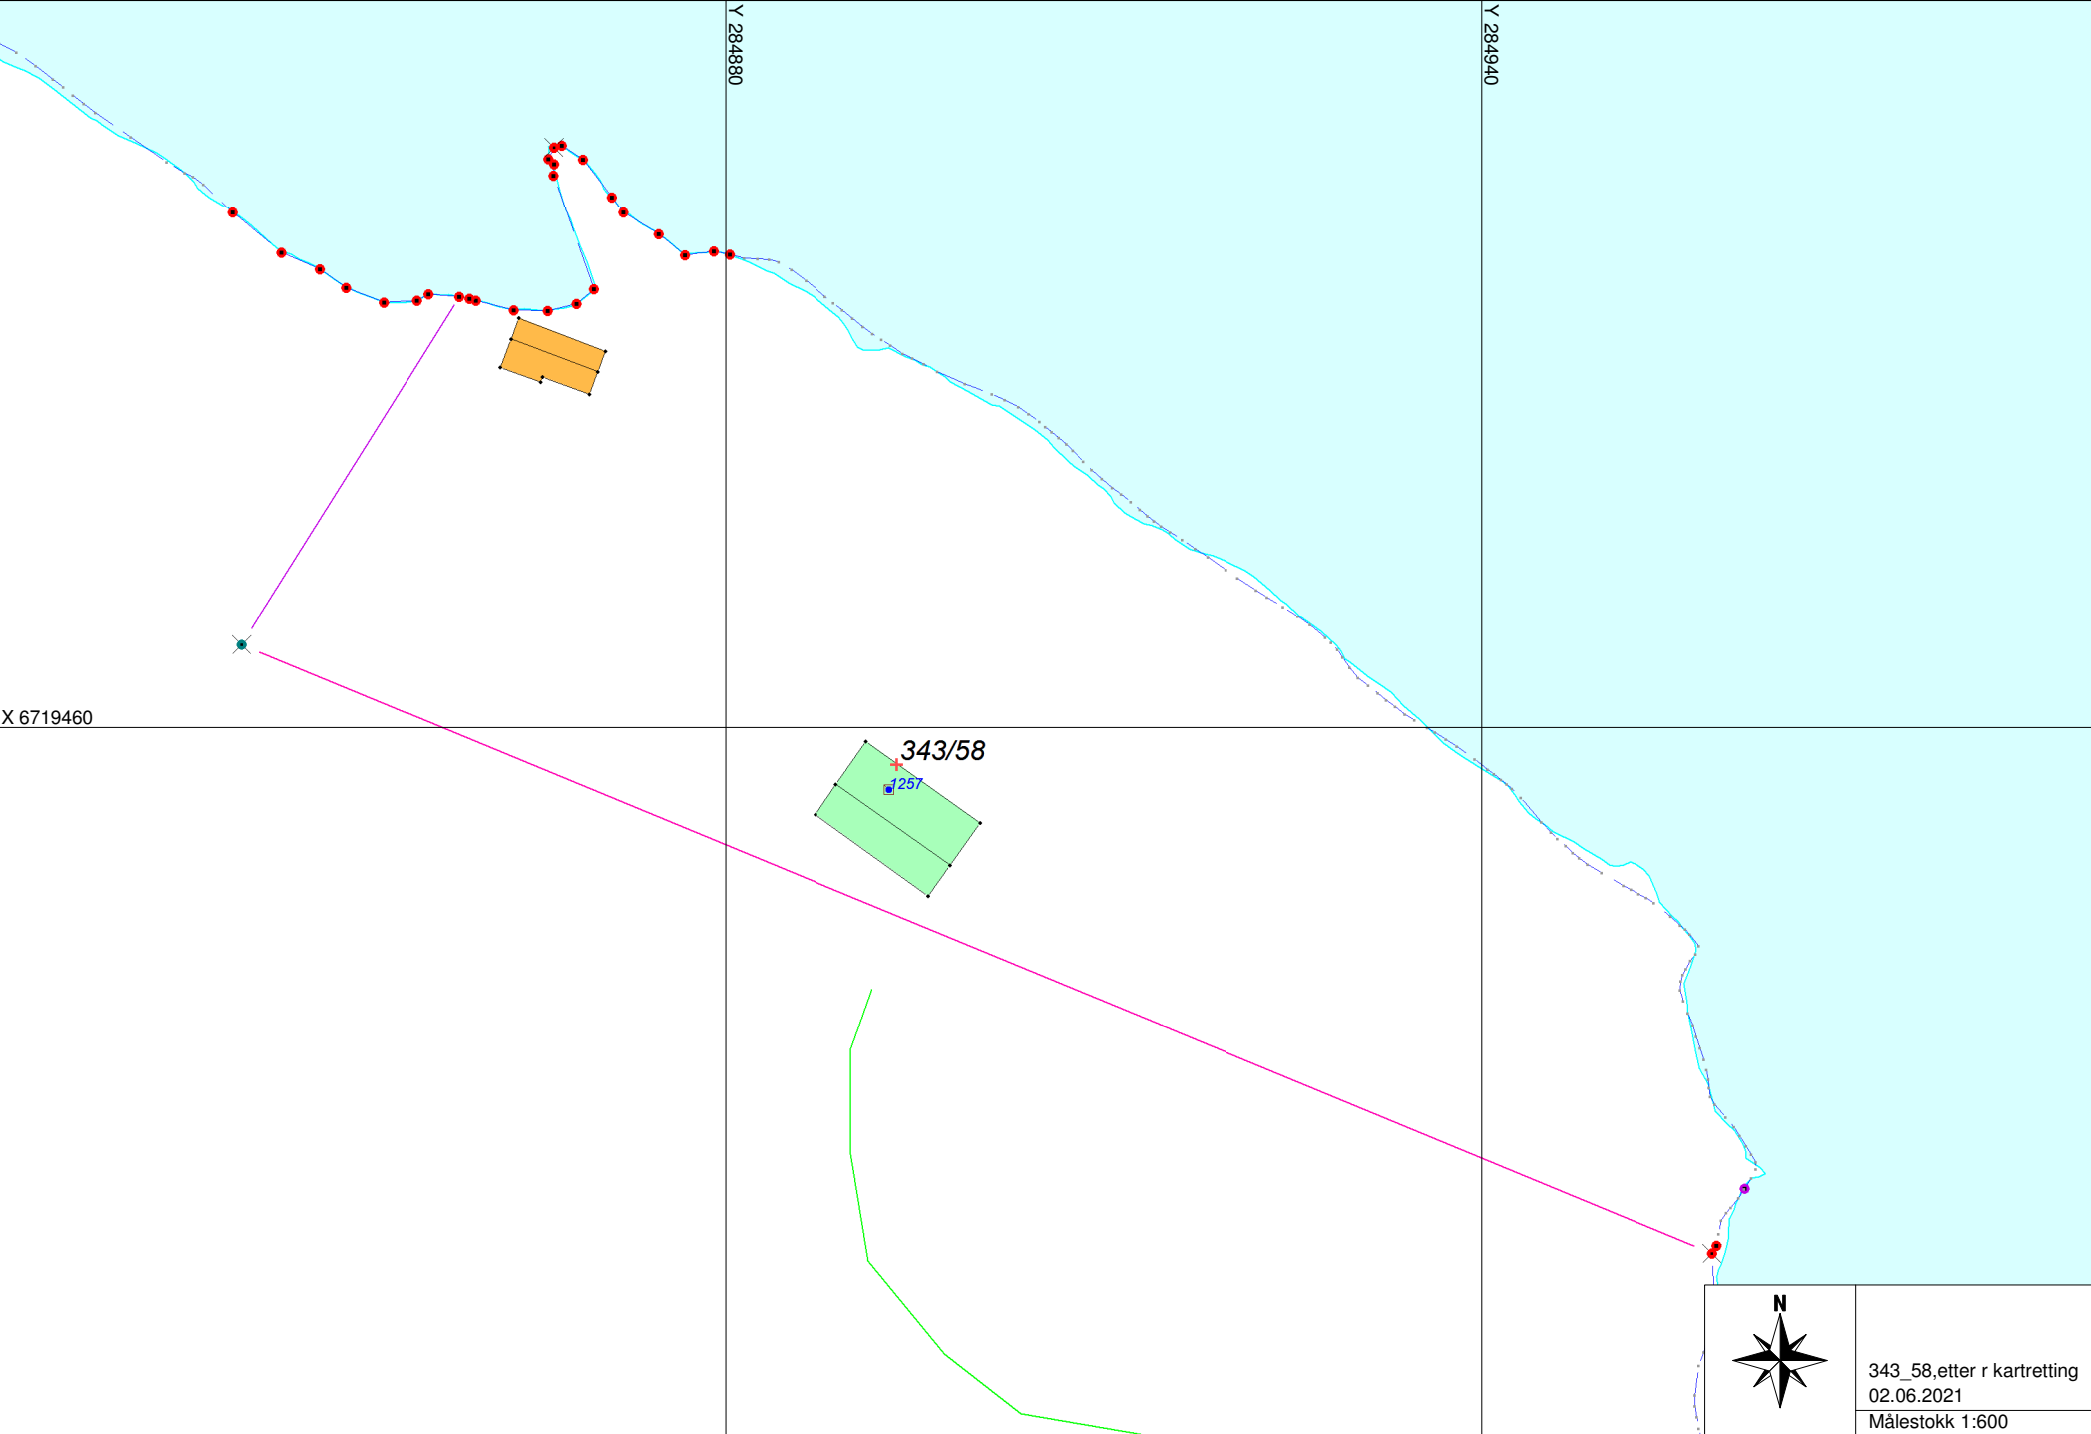 Y 284880
Y 284940
X 6719460
343/58
1257
N
343_58,etter r kartretting
02.06.2021
Målestokk 1:600